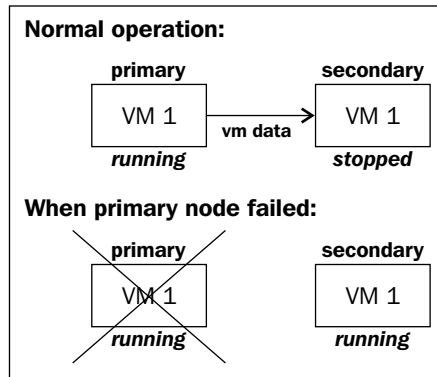 Normal operation:
primary secondary
VM 1 VM 1
vm data
running stopped
When primary node failed:
primary secondary
VM 1 VM 1
running running